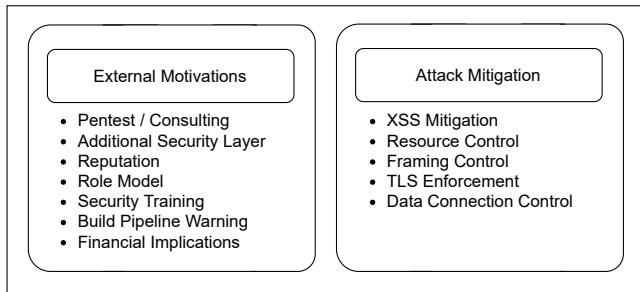 External Motivations
• Pentest / Consulting
• Additional Security Layer
• Reputation
• Role Model
• Security Training
• Build Pipeline Warning
• Financial Implications
Attack Mitigation
• XSS Mitigation
• Resource Control
• Framing Control
• TLS Enforcement
• Data Connection Control